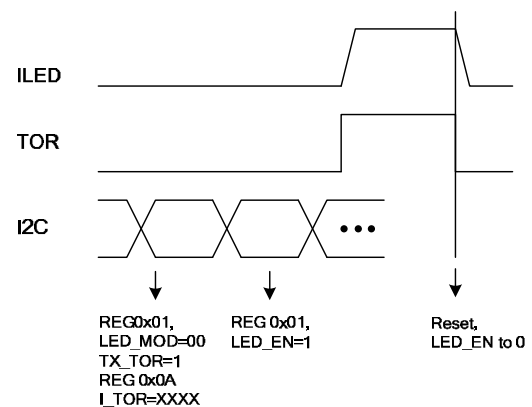 ILED
TOR
I2C
REG0x01,
LED_MOD=00
TX_TOR=1
REG 0x0A
I_TOR=XXXX
REG 0x01,
LED_EN=1
Reset,
LED_EN to 0